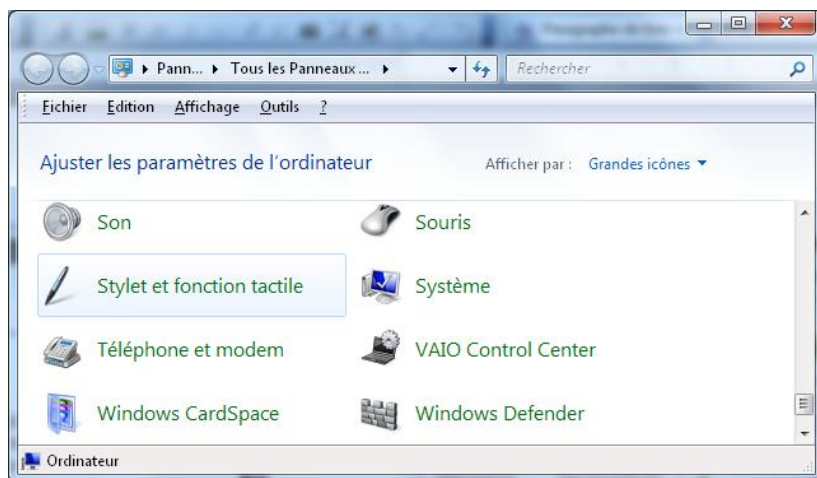 Pann... Tous les Panneaux ... Rechercher
Fichier Edition Affichage Outils ?
Ajuster les paramètres de l'ordinateur Afficher par : Grandes icônes
Son Souris
Stylet et fonction tactile Système
Téléphone et modem VAIO Control Center
Windows CardSpace Windows Defender
Ordinateur